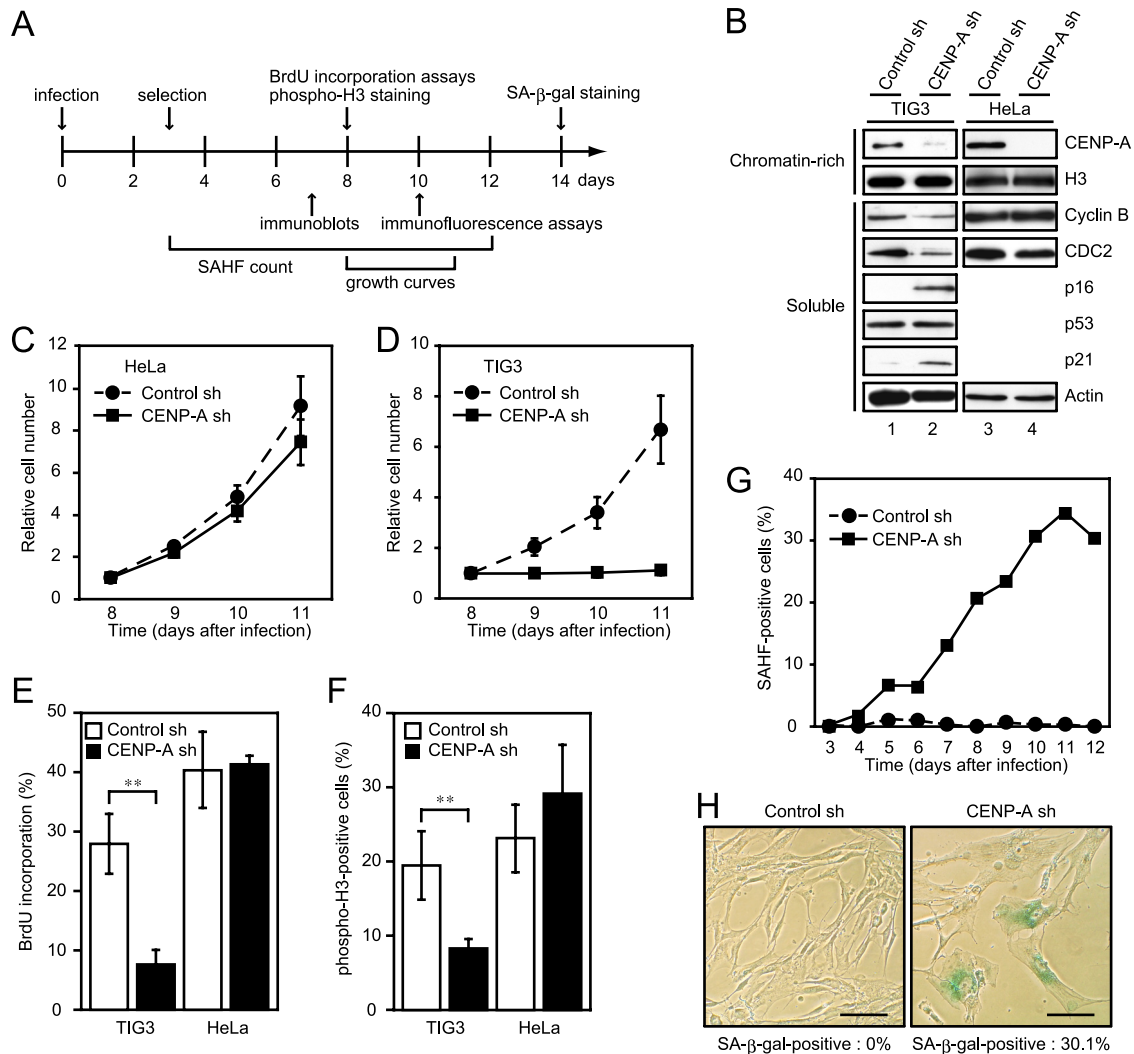 A
BrdU incorporation assays
phospho-H3 staining
infection
selection
SA-β-gal staining
0 2 4 6 8 10 12 14 days
immunoblots
immunofluorescence assays
SAHF count
growth curves
B
Control sh
CENP-A sh
Control sh
CENP-A sh
TIG3
HeLa
Chromatin-rich
CENP-A
H3
Soluble
Cyclin B
CDC2
p16
p53
p21
Actin
1 2 3 4
C
HeLa
Control sh
CENP-A sh
Relative cell number
12
10
8
6
4
2
0
8 9 10 11
Time (days after infection)
D
TIG3
Control sh
CENP-A sh
Relative cell number
10
8
6
4
2
0
8 9 10 11
Time (days after infection)
E
Control sh
CENP-A sh
BrdU incorporation (%)
50
40
30
20
10
0
**
TIG3 HeLa
F
Control sh
CENP-A sh
phospho-H3-positive cells (%)
40
30
20
10
0
**
TIG3 HeLa
G
Control sh
CENP-A sh
SAHF-positive cells (%)
40
30
20
10
0
3 4 5 6 7 8 9 10 11 12
Time (days after infection)
H
Control sh
CENP-A sh
SA-β-gal-positive : 0%
SA-β-gal-positive : 30.1%